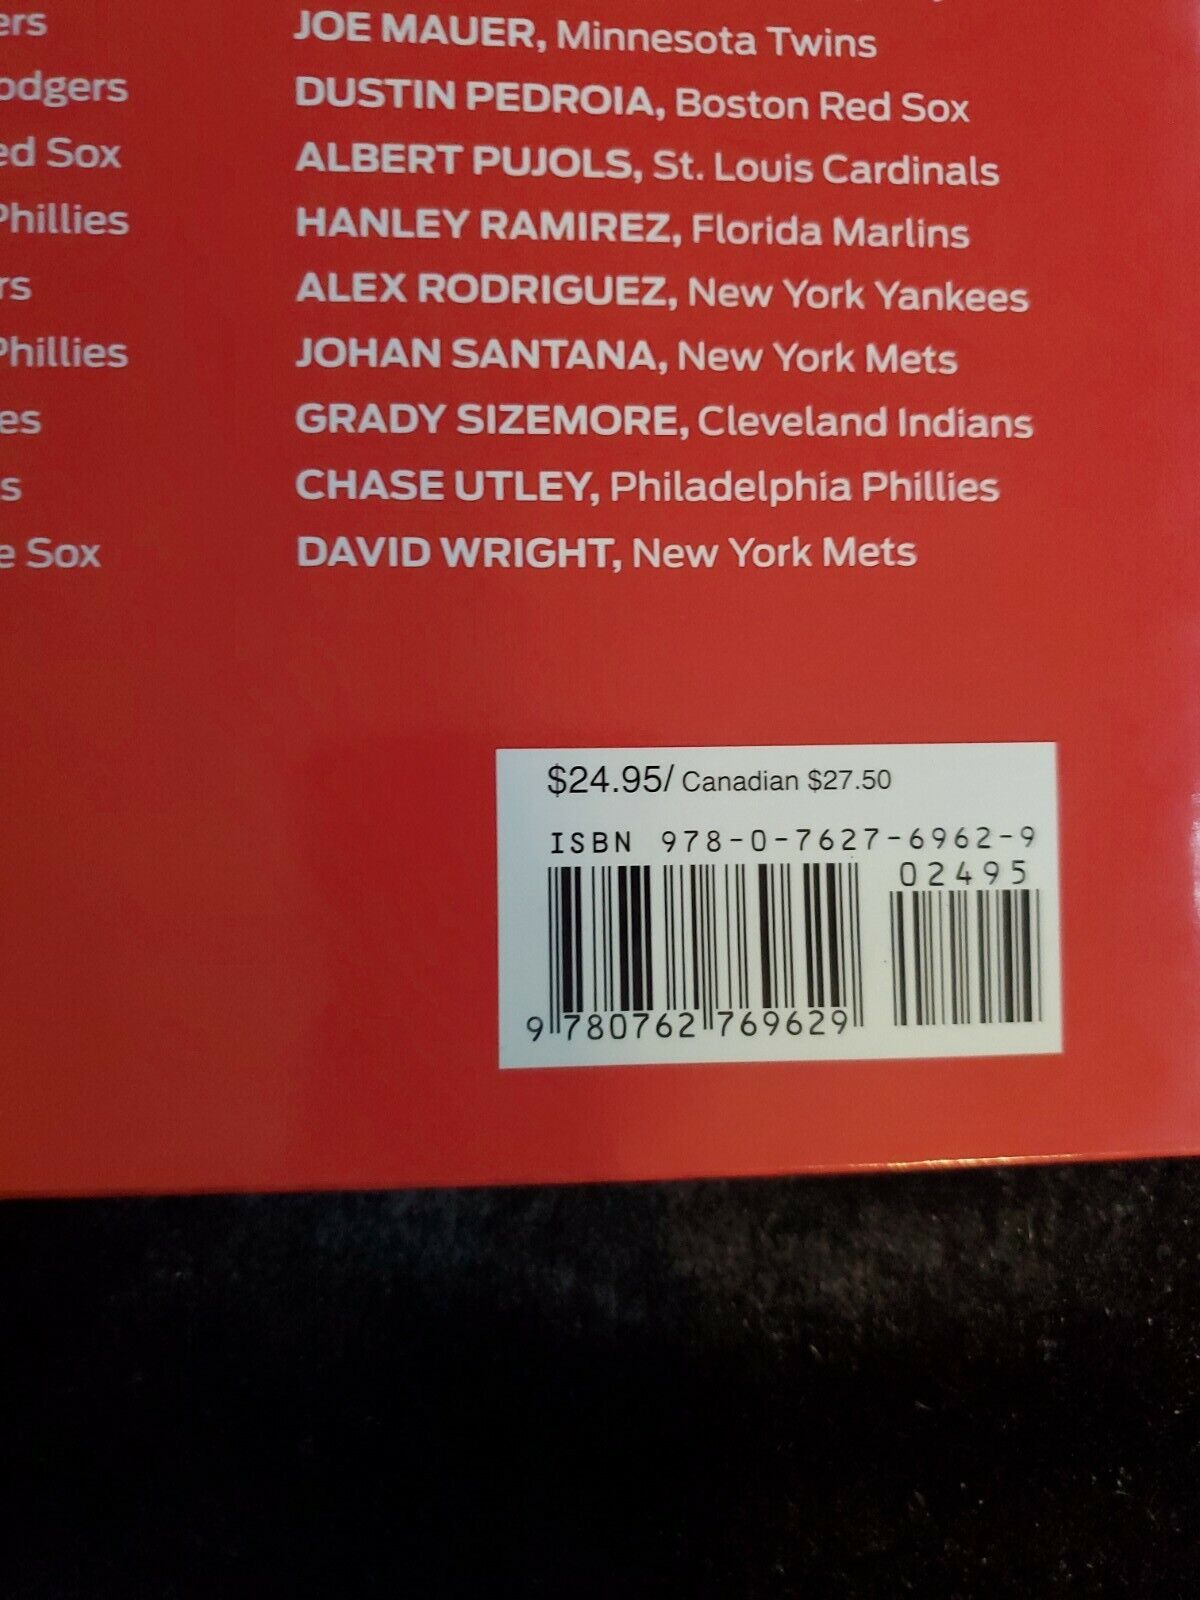 ers
JOE MAUER, Minnesota Twins
odgers
DUSTIN PEDROIA, Boston Red Sox
ed Sox
ALBERT PUJOLS, St. Louis Cardinals
Phillies
HANLEY RAMIREZ, Florida Marlins
rs
ALEX RODRIGUEZ, New York Yankees
Phillies
JOHAN SANTANA, New York Mets
es
GRADY SIZEMORE, Cleveland Indians
s
CHASE UTLEY, Philadelphia Phillies
e Sox
DAVID WRIGHT, New York Mets
$24.95/ Canadian $27.50
ISBN 978-0-7627-6962-9
02495
9 780762 769629